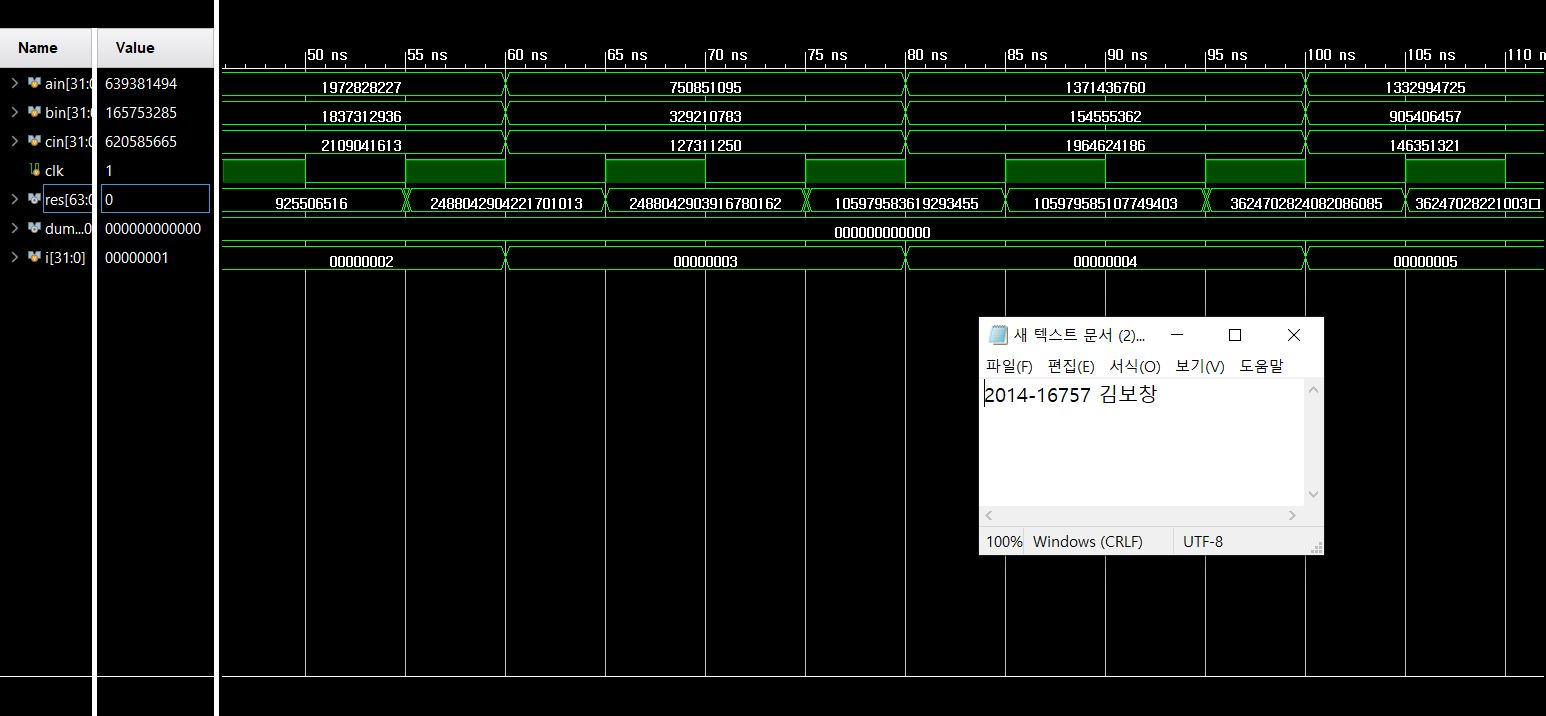 Name Value
50 ns 55 ns 60 ns 65 ns 70 ns 75 ns 80 ns 85 ns 90 ns 95 ns 100 ns 105 ns 110 n
ain[31:0 639381494 1972828227 750851095 1371436760 1332994725
bin[31:0 165753285 1837312936 329210783 154555362 905406457
cin[31:0 620585665 2109041613 127311250 1964624186 146351321
clk 1
res[63:0 0 925506516 2488042904221701013 2488042903916780162 105979583619293455 105979585107749403 3624702824082086085 36247028221003
dum...0 000000000000 000000000000
i[31:0] 00000001 00000002 00000003 00000004 00000005
새 텍스트 문서 (2)...
파일(F) 편집(E) 서식(O) 보기(V) 도움말
2014-16757 김보창
100% Windows (CRLF) UTF-8